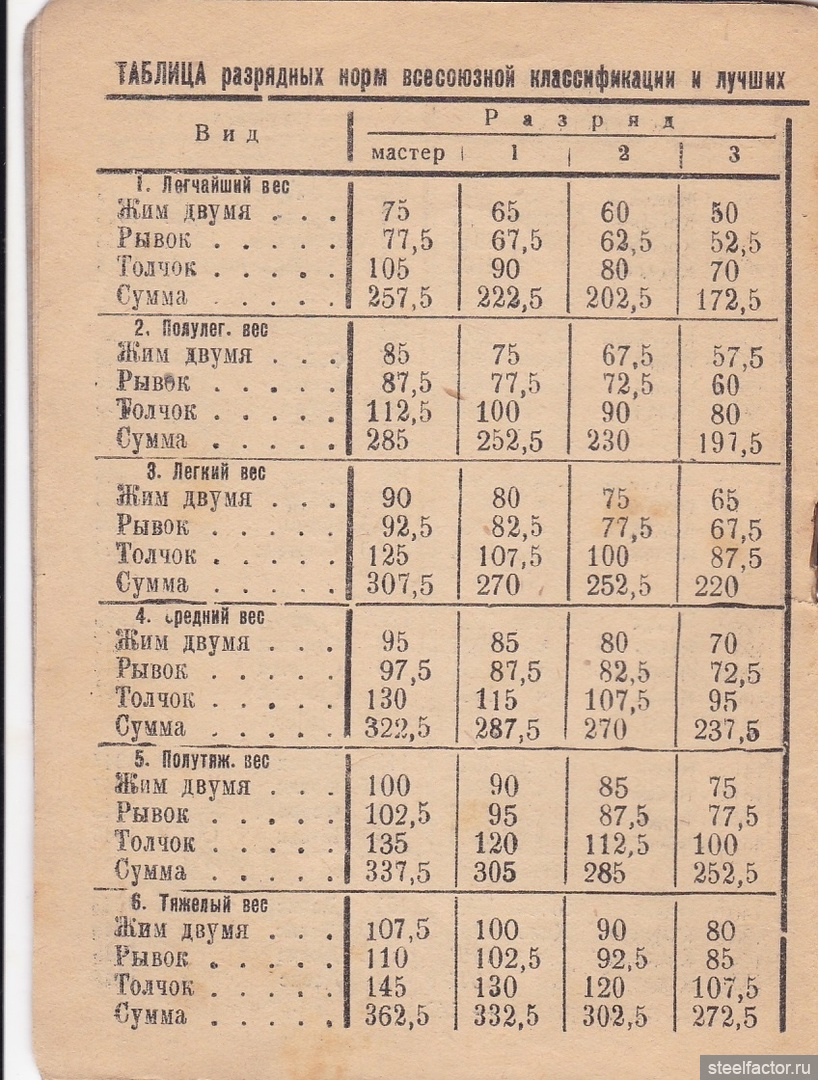 ТАБЛИЦА разрядных норм всесоюзной классификации и лучших
Вид
Разряд
мастер 1 2 3
1. Легчайший вес
Жим двумя . . . 75 65 60 50
Рывок . . . . . 77,5 67,5 62,5 52,5
Толчок . . . . . 105 90 80 70
Сумма . . . . . 257,5 222,5 202,5 172,5
2. Полулег. вес
Жим двумя . . . 85 75 67,5 57,5
Рывок . . . . . 87,5 77,5 72,5 60
Толчок . . . . . 112,5 100 90 80
Сумма . . . . . 285 252,5 230 197,5
3. Легкий вес
Жим двумя . . . 90 80 75 65
Рывок . . . . . 92,5 82,5 77,5 67,5
Толчок . . . . . 125 107,5 100 87,5
Сумма . . . . . 307,5 270 252,5 220
4. Средний вес
Жим двумя . . . 95 85 80 70
Рывок . . . . . 97,5 87,5 82,5 72,5
Толчок . . . . . 130 115 107,5 95
Сумма . . . . . 322,5 287,5 270 237,5
5. Полутяж. вес
Жим двумя . . . 100 90 85 75
Рывок . . . . . 102,5 95 87,5 77,5
Толчок . . . . . 135 120 112,5 100
Сумма . . . . . 337,5 305 285 252,5
6. Тяжелый вес
Жим двумя . . . 107,5 100 90 80
Рывок . . . . . 110 102,5 92,5 85
Толчок . . . . . 145 130 120 107,5
Сумма . . . . . 362,5 332,5 302,5 272,5
steelfactor.ru